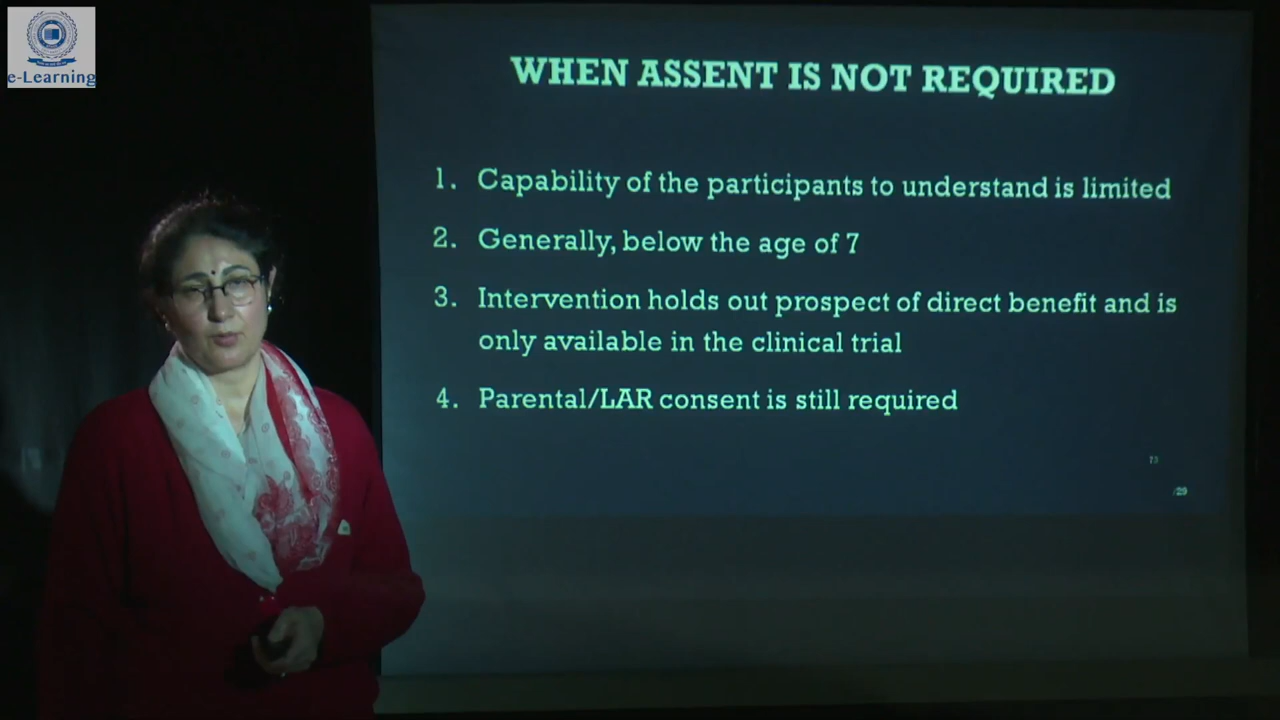 e-Learning
WHEN ASSENT IS NOT REQUIRED
1. Capability of the participants to understand is limited
2. Generally, below the age of 7
3. Intervention holds out prospect of direct benefit and is
only available in the clinical trial
4. Parental/LAR consent is still required
73
/29